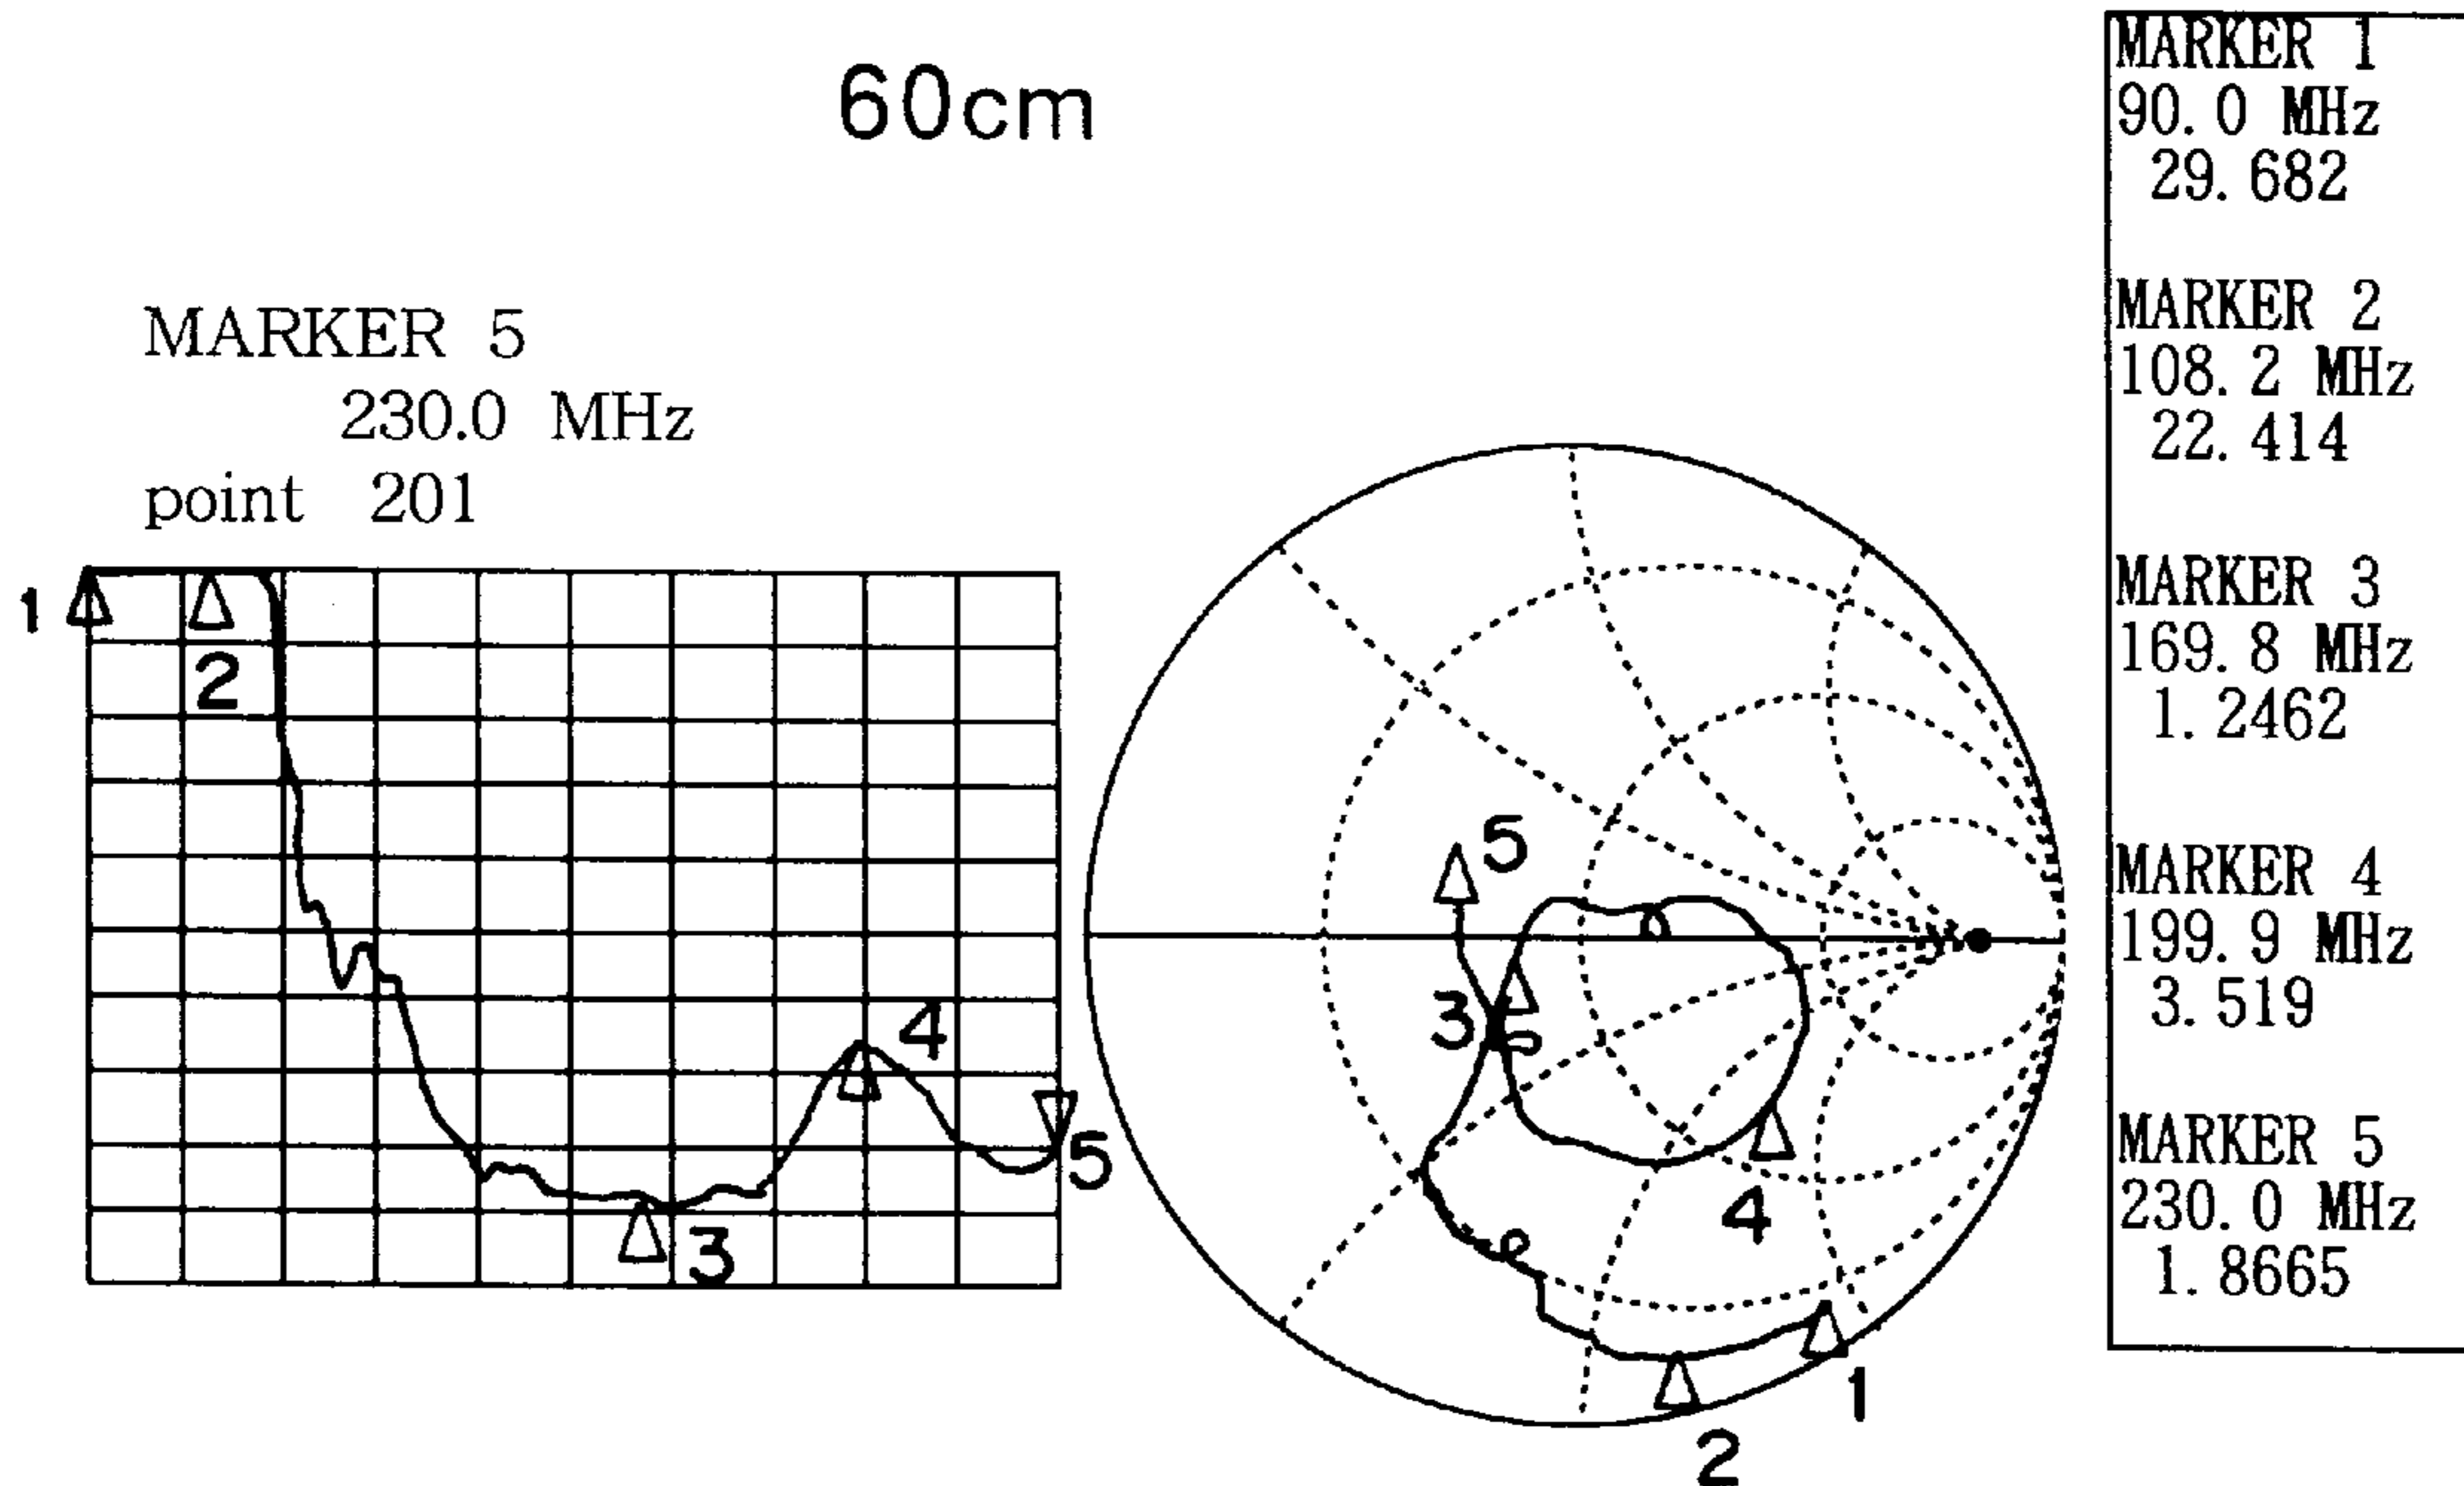 60cm
MARKER 5
230.0 MHz
point 201
1
2
3
4
5
5
3
4
1
2
MARKER 1
90.0 MHz
29.682
MARKER 2
108.2 MHz
22.414
MARKER 3
169.8 MHz
1.2462
MARKER 4
199.9 MHz
3.519
MARKER 5
230.0 MHz
1.8665